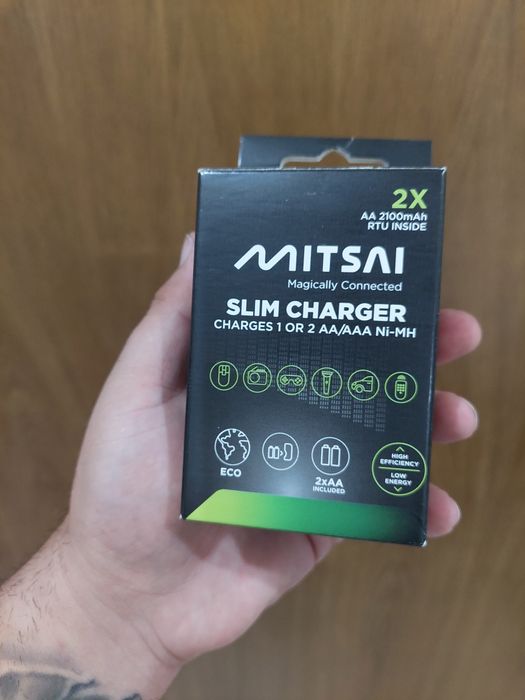 2X
AA 2100mAh
RTU INSIDE
MITSAI
Magically Connected
SLIM CHARGER
CHARGES 1 OR 2 AA/AAA Ni-MH
ECO
2xAA
INCLUDED
HIGH
EFFICIENCY
LOW
ENERGY